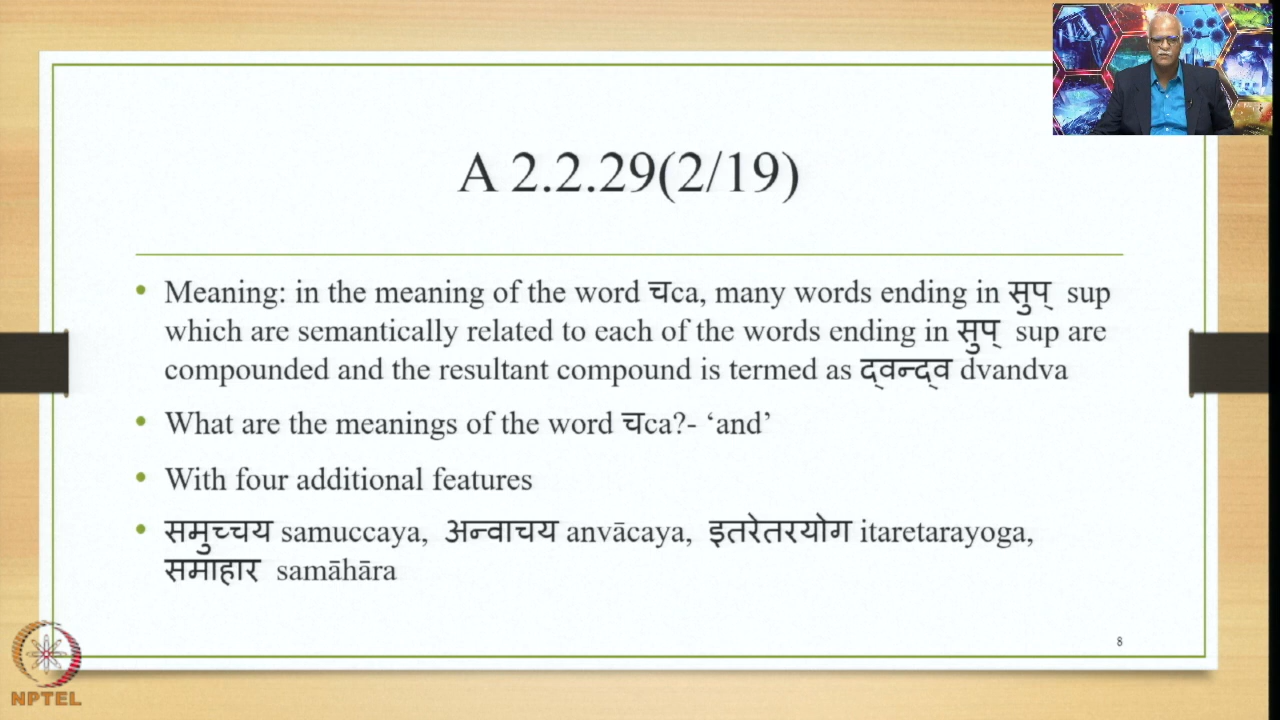 A 2.2.29(2/19)
Meaning: in the meaning of the word चca, many words ending in सुप् sup
which are semantically related to each of the words ending in सुप् sup are
compounded and the resultant compound is termed as द्‌वन्द्‌व dvandva
What are the meanings of the word चca?- ‘and’
With four additional features
समुच्चय samuccaya, अन्वाचय anvācaya, इतरेतरयोग itaretarayoga,
समाहार samāhāra
8
NPTEL